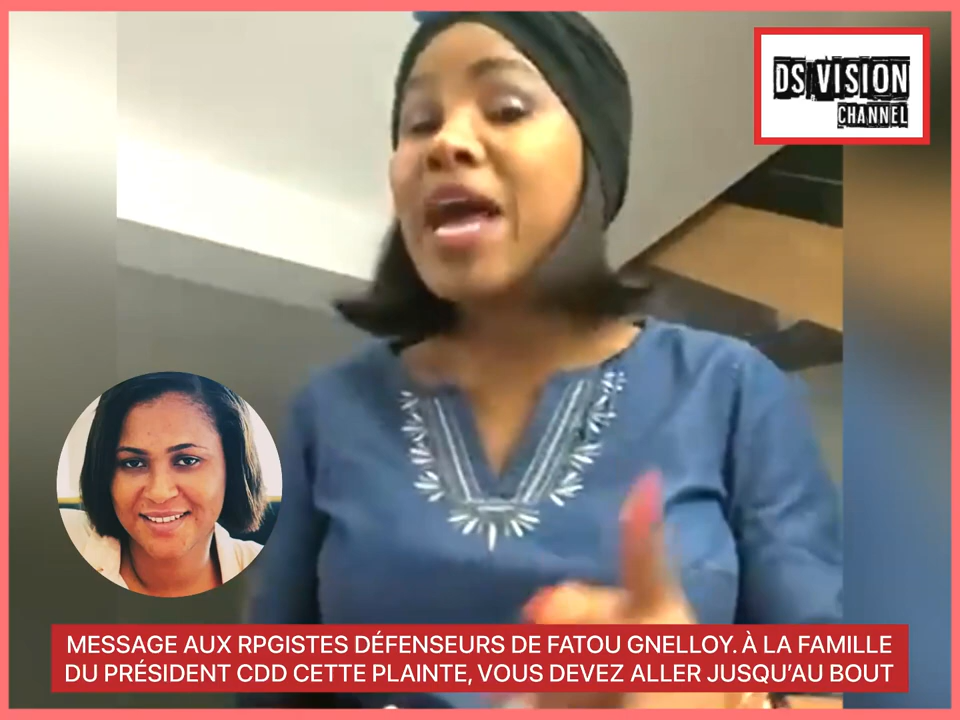 DS VISION
CHANNEL
MESSAGE AUX RPGISTES DÉFENSEURS DE FATOU GNELLOY. À LA FAMILLE
DU PRÉSIDENT CDD CETTE PLAINTE, VOUS DEVEZ ALLER JUSQU'AU BOUT